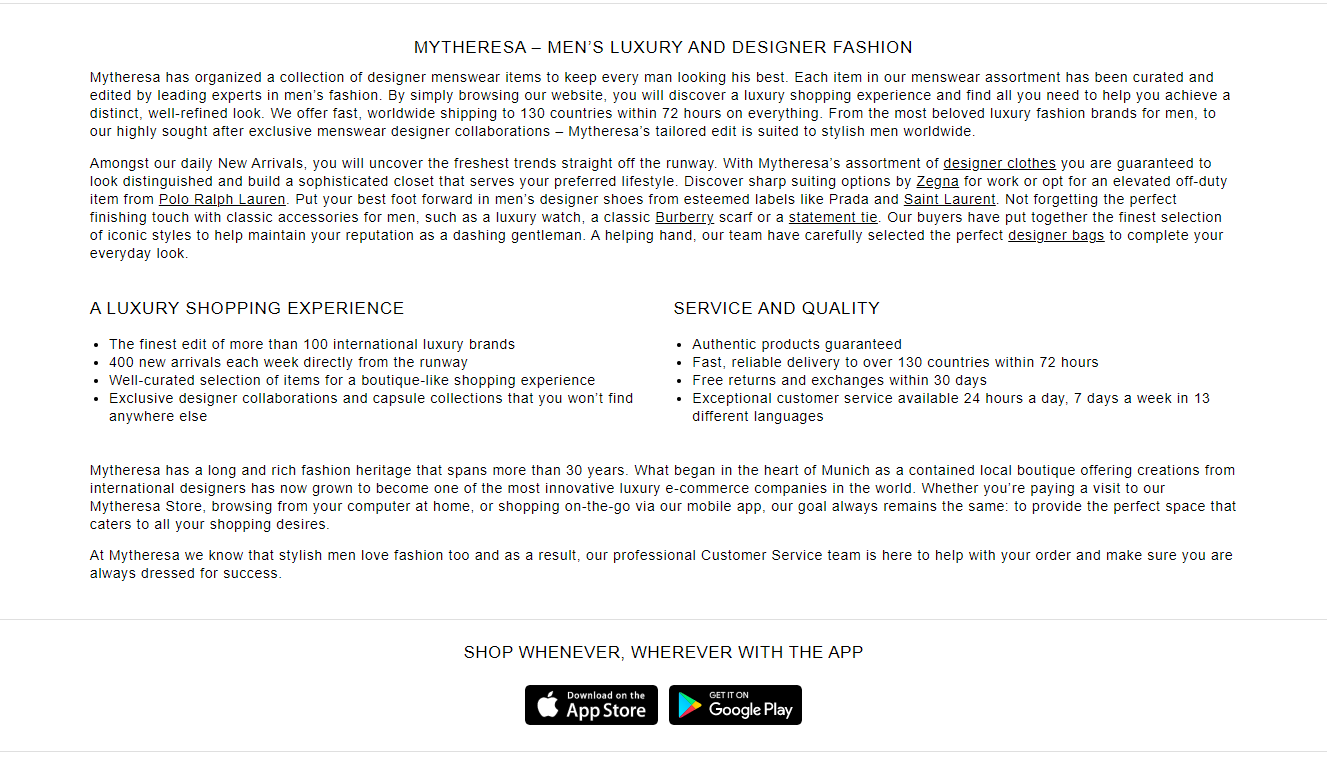 MYTHERESA – MEN’S LUXURY AND DESIGNER FASHION
Mytheresa has organized a collection of designer menswear items to keep every man looking his best. Each item in our menswear assortment has been curated and
edited by leading experts in men’s fashion. By simply browsing our website, you will discover a luxury shopping experience and find all you need to help you achieve a
distinct, well-refined look. We offer fast, worldwide shipping to 130 countries within 72 hours on everything. From the most beloved luxury fashion brands for men, to
our highly sought after exclusive menswear designer collaborations – Mytheresa’s tailored edit is suited to stylish men worldwide.
Amongst our daily New Arrivals, you will uncover the freshest trends straight off the runway. With Mytheresa’s assortment of designer clothes you are guaranteed to
look distinguished and build a sophisticated closet that serves your preferred lifestyle. Discover sharp suiting options by Zegna for work or opt for an elevated off-duty
item from Polo Ralph Lauren. Put your best foot forward in men’s designer shoes from esteemed labels like Prada and Saint Laurent. Not forgetting the perfect
finishing touch with classic accessories for men, such as a luxury watch, a classic Burberry scarf or a statement tie. Our buyers have put together the finest selection
of iconic styles to help maintain your reputation as a dashing gentleman. A helping hand, our team have carefully selected the perfect designer bags to complete your
everyday look.
A LUXURY SHOPPING EXPERIENCE
• The finest edit of more than 100 international luxury brands
• 400 new arrivals each week directly from the runway
• Well-curated selection of items for a boutique-like shopping experience
• Exclusive designer collaborations and capsule collections that you won’t find
anywhere else
SERVICE AND QUALITY
• Authentic products guaranteed
• Fast, reliable delivery to over 130 countries within 72 hours
• Free returns and exchanges within 30 days
• Exceptional customer service available 24 hours a day, 7 days a week in 13
different languages
Mytheresa has a long and rich fashion heritage that spans more than 30 years. What began in the heart of Munich as a contained local boutique offering creations from
international designers has now grown to become one of the most innovative luxury e-commerce companies in the world. Whether you’re paying a visit to our
Mytheresa Store, browsing from your computer at home, or shopping on-the-go via our mobile app, our goal always remains the same: to provide the perfect space that
caters to all your shopping desires.
At Mytheresa we know that stylish men love fashion too and as a result, our professional Customer Service team is here to help with your order and make sure you are
always dressed for success.
SHOP WHENEVER, WHEREVER WITH THE APP
Download on the
App Store
GET IT ON
Google Play